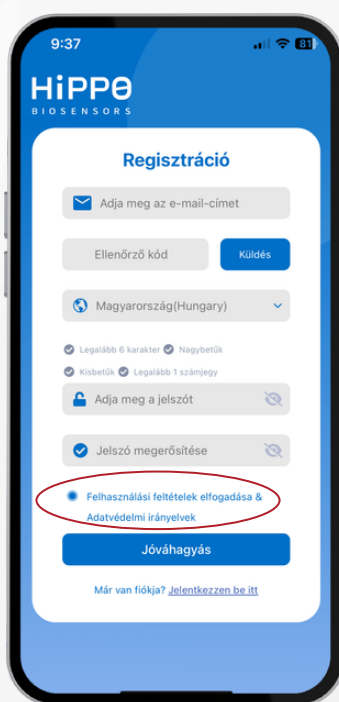 9:37
81
HiPPO
BIOSENSORS
Regisztráció
Adja meg az e-mail-címet
Ellenőrző kód
Küldés
Magyarország(Hungary)
Legalább 6 karakter Nagybetűk
Kisbetűk Legalább 1 számjegy
Adja meg a jelszót
Jelszó megerősítése
Felhasználási feltételek elfogadása &
Adatvédelmi irányelvek
Jóváhagyás
Már van fiókja? Jelentkezzen be itt